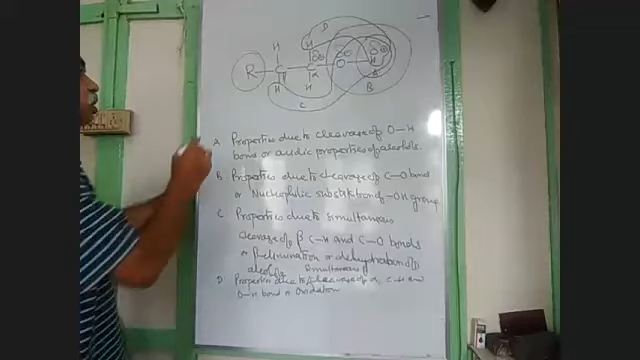 D
H H
R C C O H
β α
H H A
C B
A Properties due to cleavage of O-H
bond or acidic properties of alcohols.
B Properties due to cleavage of C-O bond
or Nucleophilic substitution of -OH group
C Properties due to simultaneous
cleavage of β C-H and C-O bonds
or β-elimination or dehydration of
alcohols
simultaneous
D Properties due to cleavage of α, C-H and
O-H bond or Oxidation